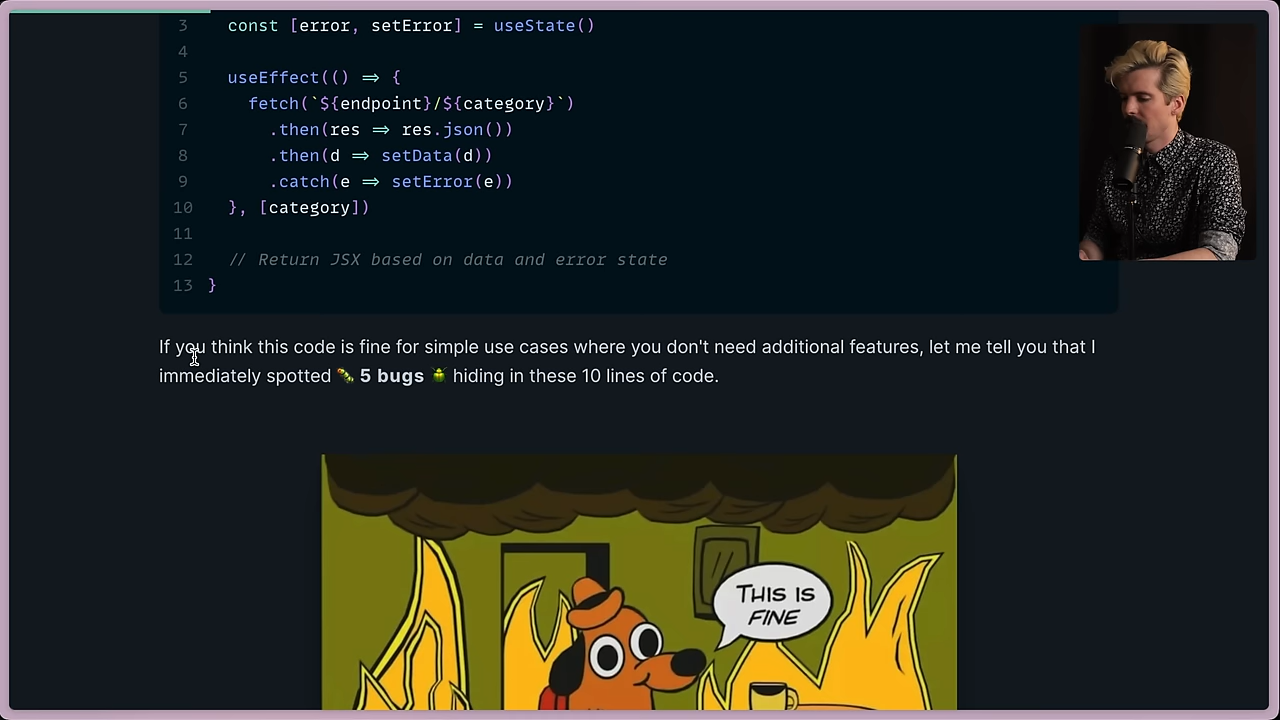 3 const [error, setError] = useState()
4
5 useEffect(() => {
6 fetch(`${endpoint}/${category}`)
7 .then(res => res.json())
8 .then(d => setData(d))
9 .catch(e => setError(e))
10 }, [category])
11
12 // Return JSX based on data and error state
13 }
If you think this code is fine for simple use cases where you don't need additional features, let me tell you that I
immediately spotted 🐛 5 bugs 🪲 hiding in these 10 lines of code.
THIS IS
FINE